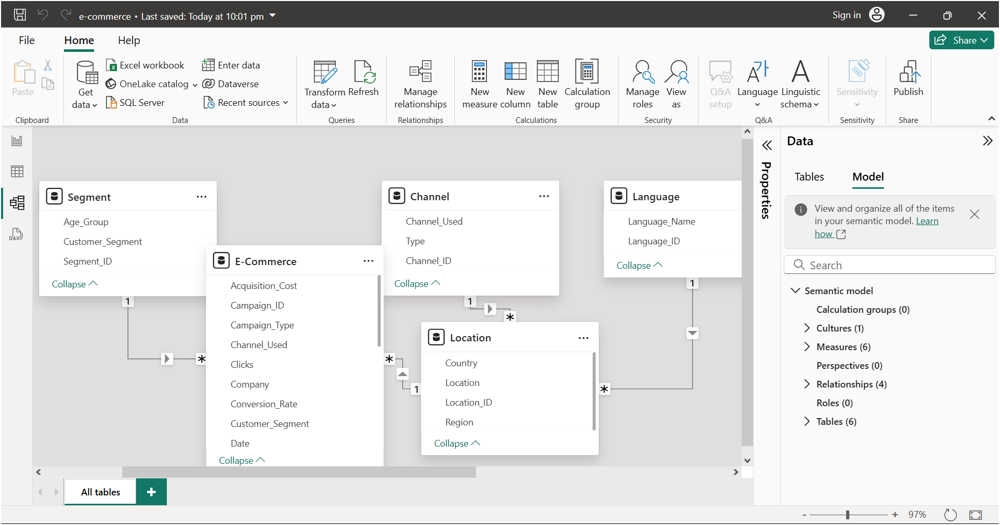 e-commerce • Last saved: Today at 10:01 pm
Sign in
File
Home
Help
Share
Paste
Clipboard
Get data
Excel workbook
OneLake catalog
SQL Server
Enter data
Dataverse
Recent sources
Data
Transform data
Refresh
Queries
Manage relationships
Relationships
New measure
New column
New table
Calculation group
Calculations
Manage roles
View as
Security
Q&A setup
Language
Linguistic schema
Q&A
Sensitivity
Sensitivity
Publish
Share
DAX
Segment
Age_Group
Customer_Segment
Segment_ID
Collapse
1
*
E-Commerce
Acquisition_Cost
Campaign_ID
Campaign_Type
Channel_Used
Clicks
Company
Conversion_Rate
Customer_Segment
Date
Collapse
*
1
Channel
Channel_Used
Type
Channel_ID
Collapse
1
*
Location
Country
Location
Location_ID
Region
Collapse
*
Language
Language_Name
Language_ID
Collapse
1
Properties
Data
Tables
Model
View and organize all of the items
in your semantic model. Learn
how
Search
Semantic model
Calculation groups (0)
Cultures (1)
Measures (6)
Perspectives (0)
Relationships (4)
Roles (0)
Tables (6)
All tables
+
- + 97%